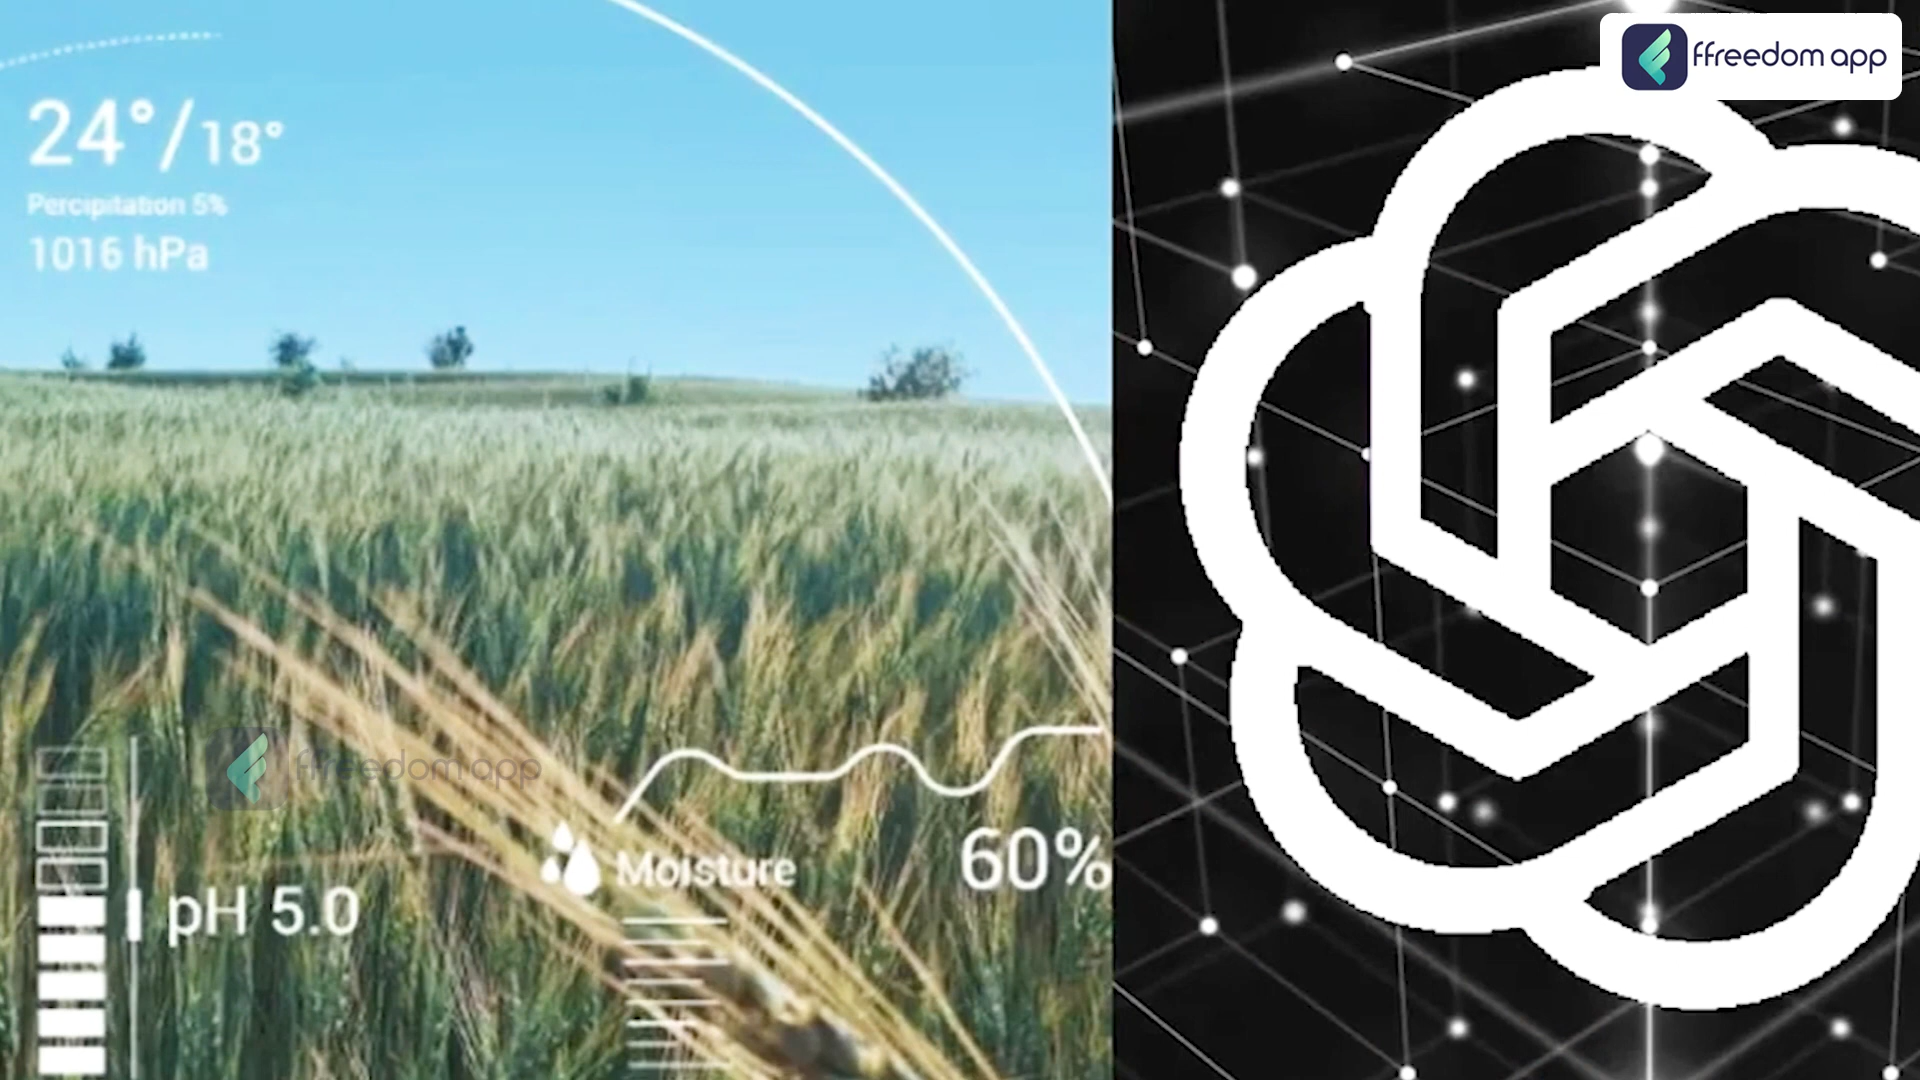 ffreedom app
24°/18°
Percipitation 5%
1016 hPa
ffreedom app
Moisture
60%
pH 5.0